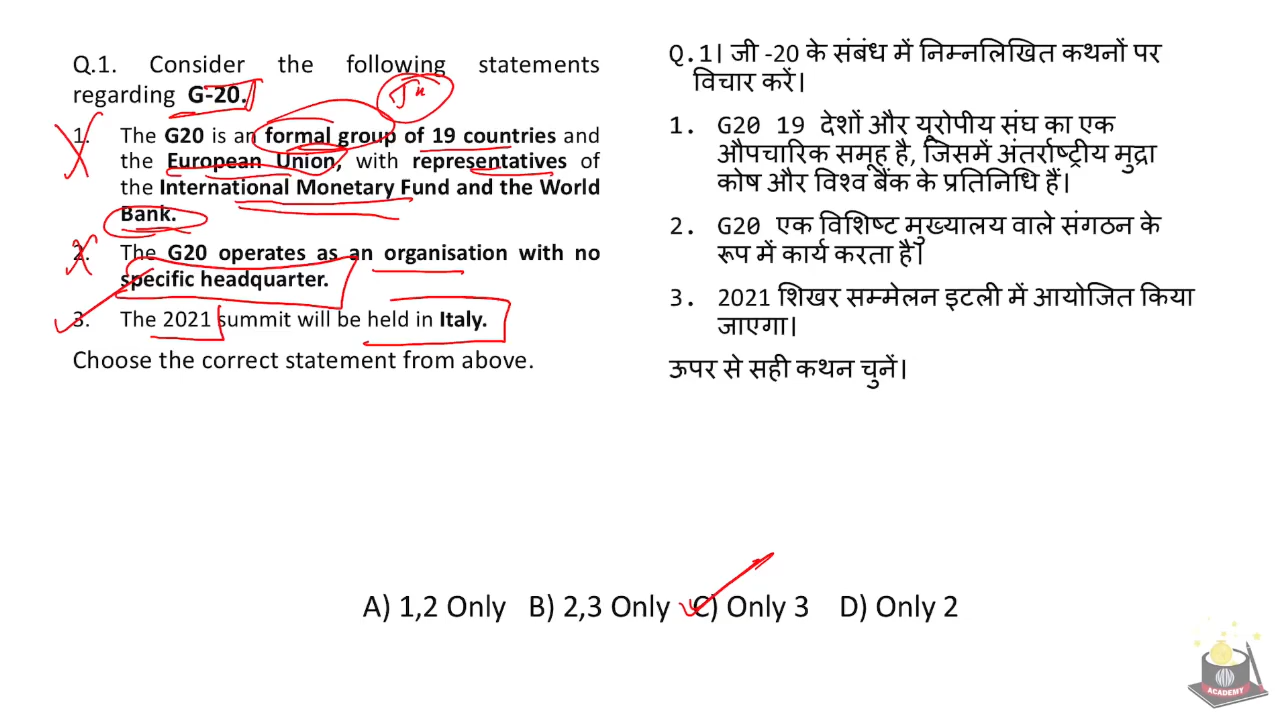 Q.1. Consider the following statements
regarding G-20.
1. The G20 is an formal group of 19 countries and
the European Union, with representatives of
the International Monetary Fund and the World
Bank.
2. The G20 operates as an organisation with no
specific headquarter.
3. The 2021 summit will be held in Italy.
Choose the correct statement from above.
Q.1। जी -20 के संबंध में निम्नलिखित कथनों पर
विचार करें।
1. G20 19 देशों और यूरोपीय संघ का एक
औपचारिक समूह है, जिसमें अंतर्राष्ट्रीय मुद्रा
कोष और विश्व बैंक के प्रतिनिधि हैं।
2. G20 एक विशिष्ट मुख्यालय वाले संगठन के
रूप में कार्य करता है।
3. 2021 शिखर सम्मेलन इटली में आयोजित किया
जाएगा।
ऊपर से सही कथन चुनें।
A) 1,2 Only B) 2,3 Only C) Only 3 D) Only 2
ACADEMY